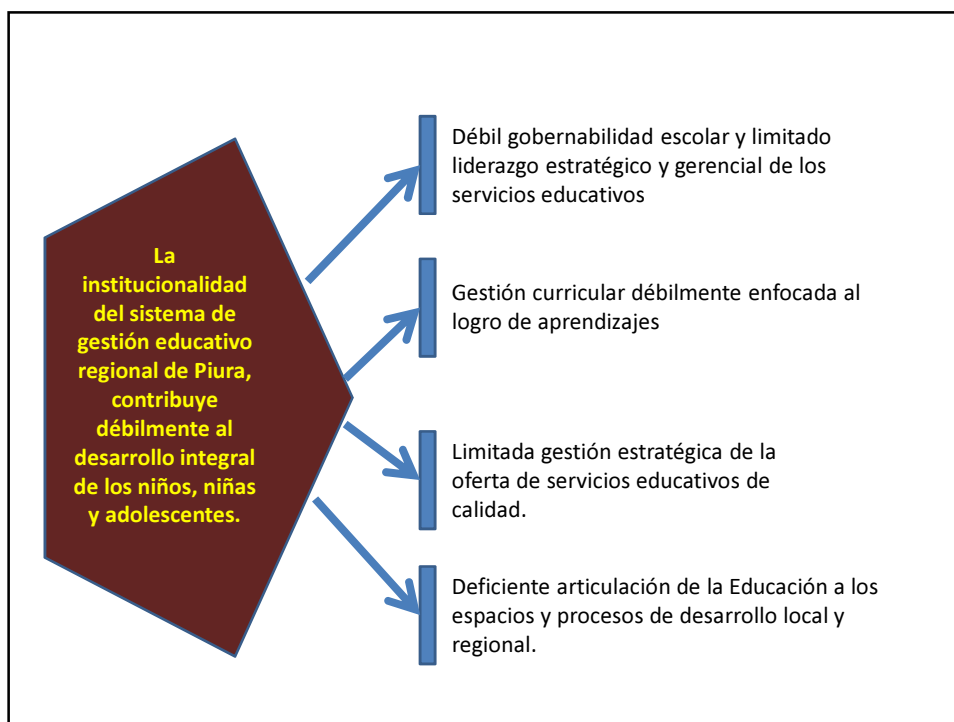 La
institucionalidad
del sistema de
gestión educativo
regional de Piura,
contribuye
débilmente al
desarrollo integral
de los niños, niñas
y adolescentes.
Débil gobernabilidad escolar y limitado
liderazgo estratégico y gerencial de los
servicios educativos
Gestión curricular débilmente enfocada al
logro de aprendizajes
Limitada gestión estratégica de la
oferta de servicios educativos de
calidad.
Deficiente articulación de la Educación a los
espacios y procesos de desarrollo local y
regional.